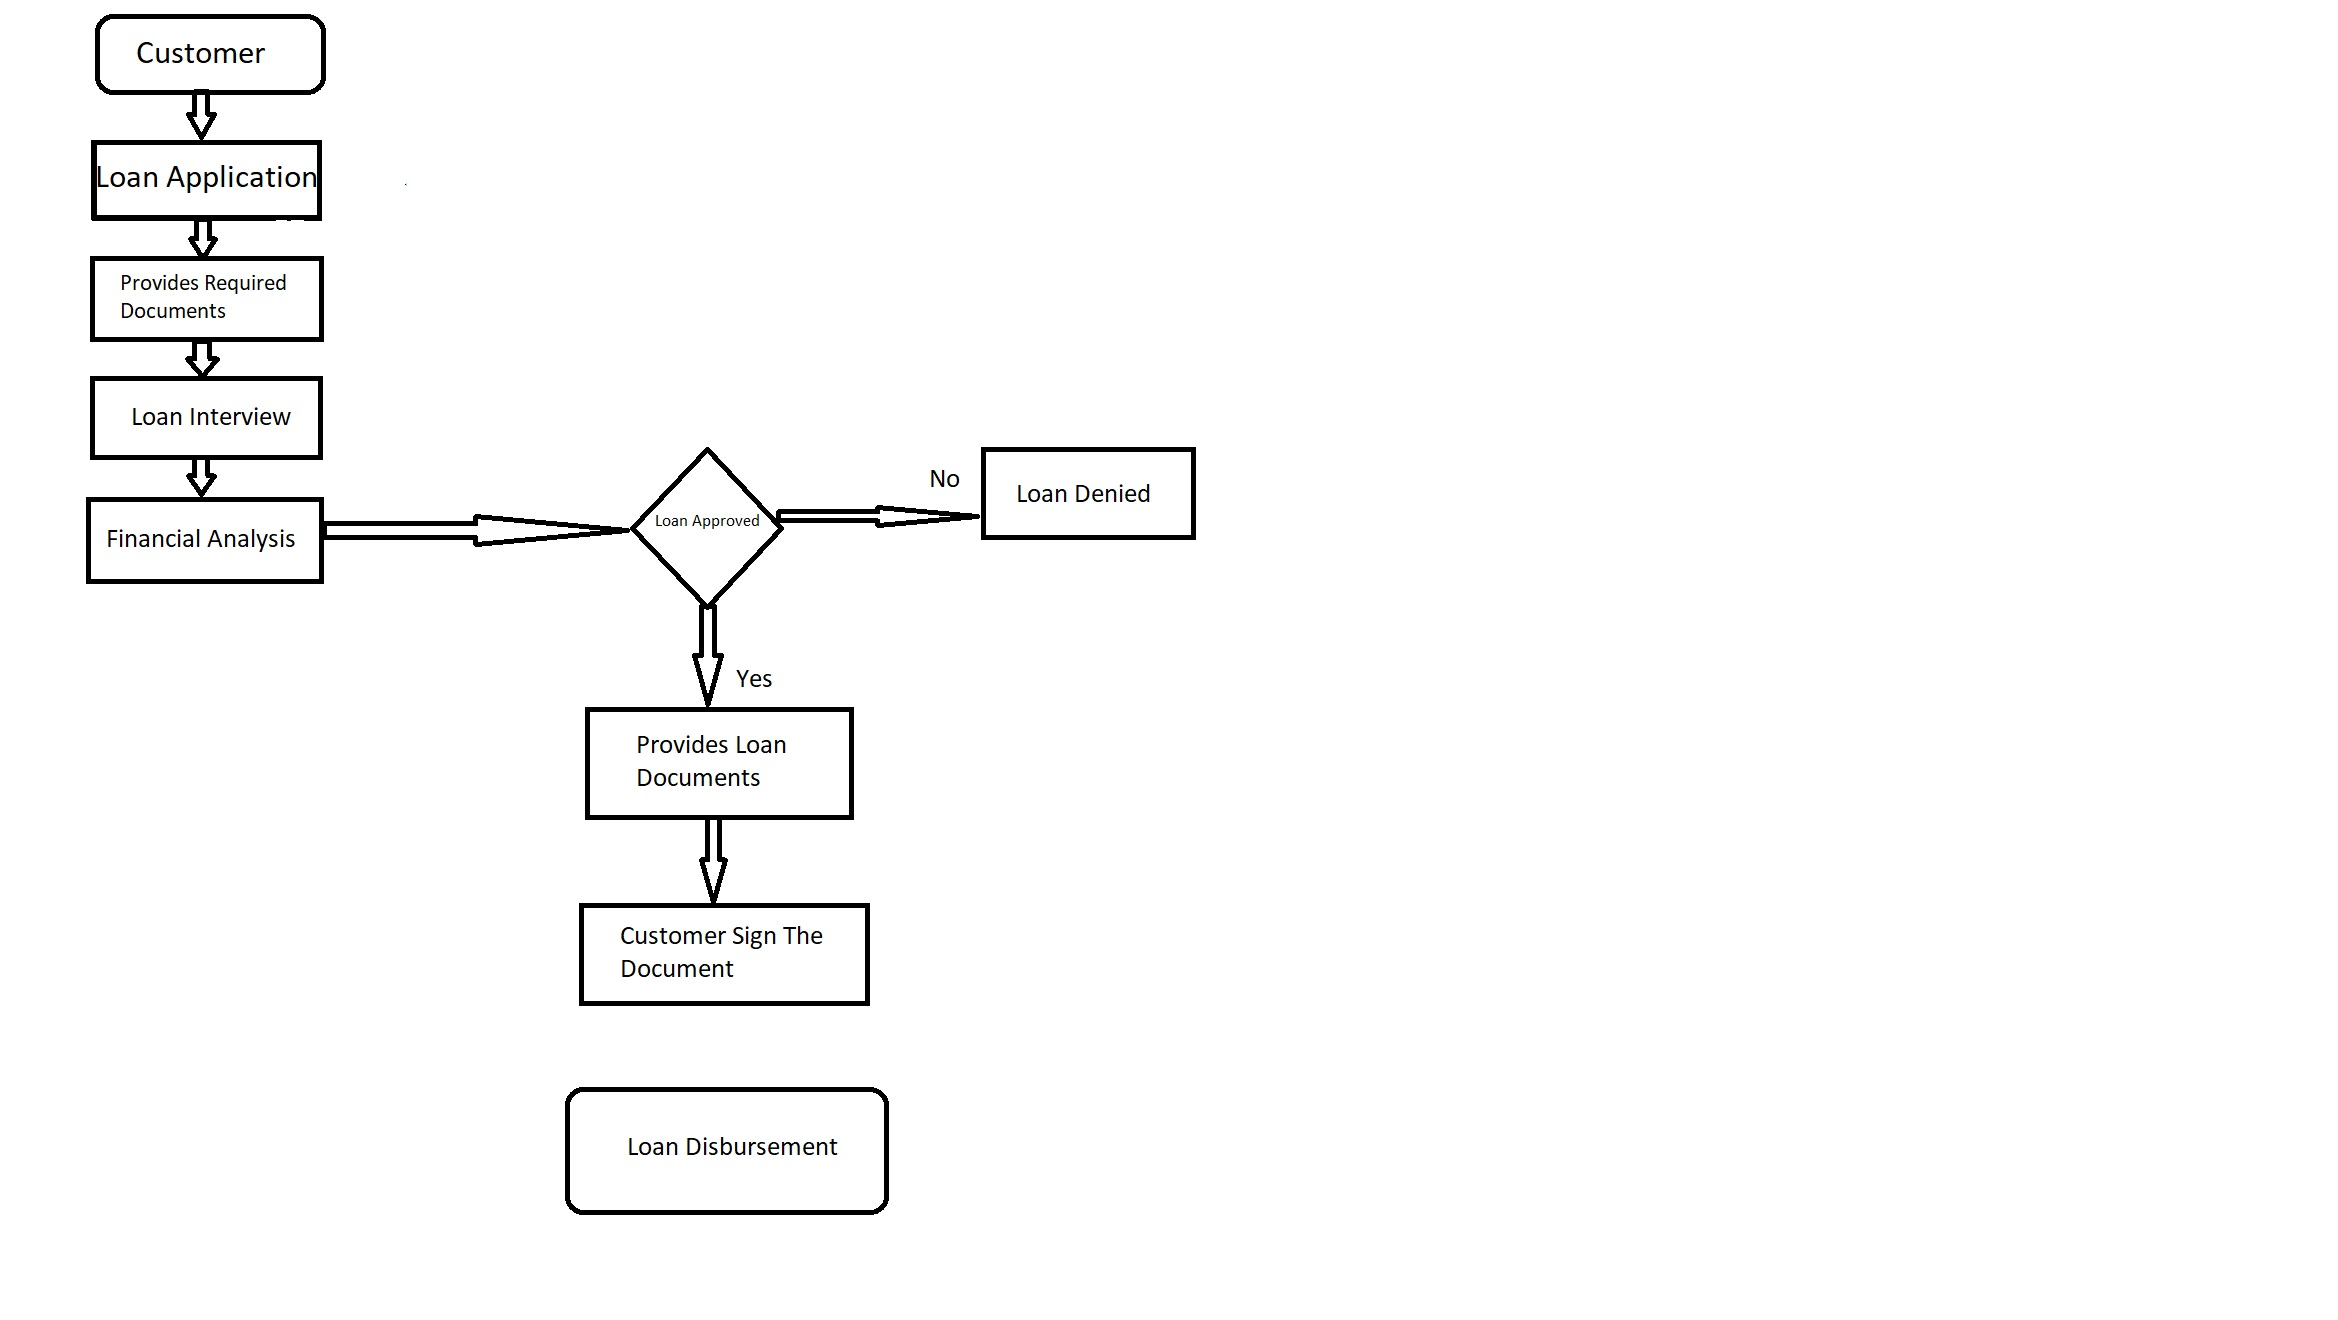 Customer
Loan Application
Provides Required
Documents
Loan Interview
Financial Analysis
Loan Approved
No
Loan Denied
Yes
Provides Loan
Documents
Customer Sign The
Document
Loan Disbursement